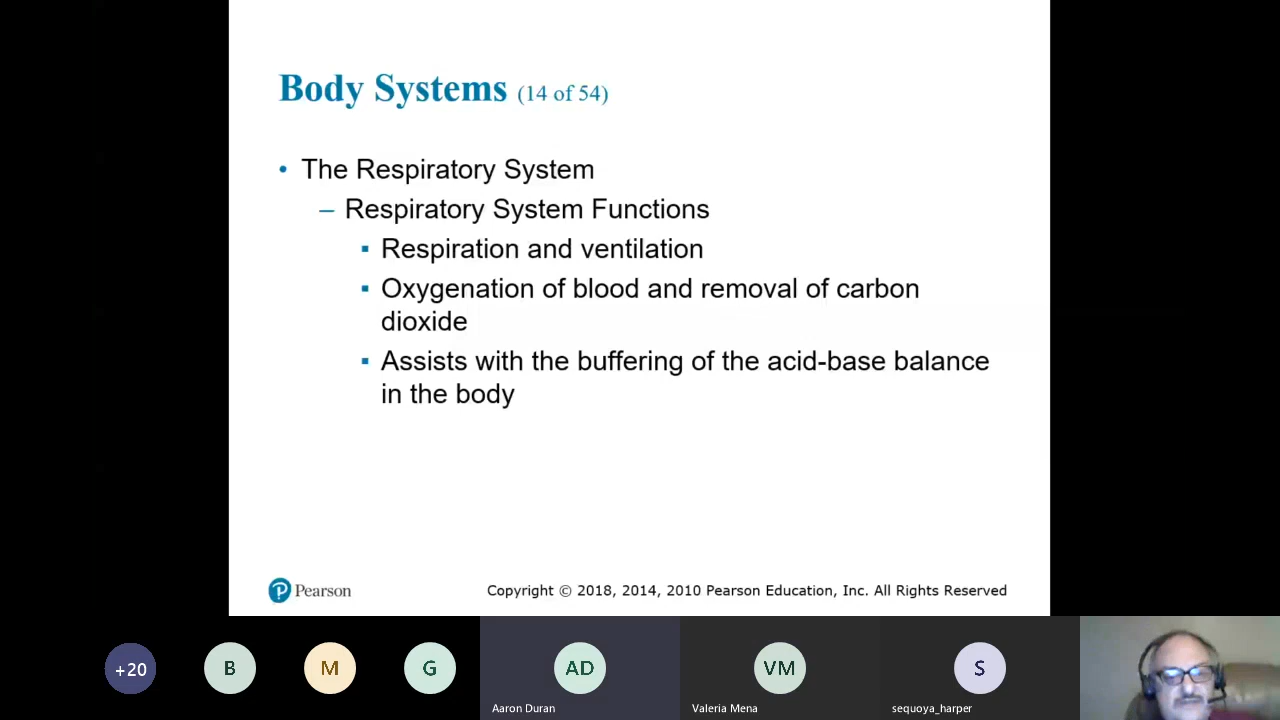 Body Systems (14 of 54)
• The Respiratory System
– Respiratory System Functions
▪ Respiration and ventilation
▪ Oxygenation of blood and removal of carbon
dioxide
▪ Assists with the buffering of the acid-base balance
in the body
Pearson
Copyright © 2018, 2014, 2010 Pearson Education, Inc. All Rights Reserved
+20
B
M
G
AD
VM
S
Aaron Duran
Valeria Mena
sequoya_harper